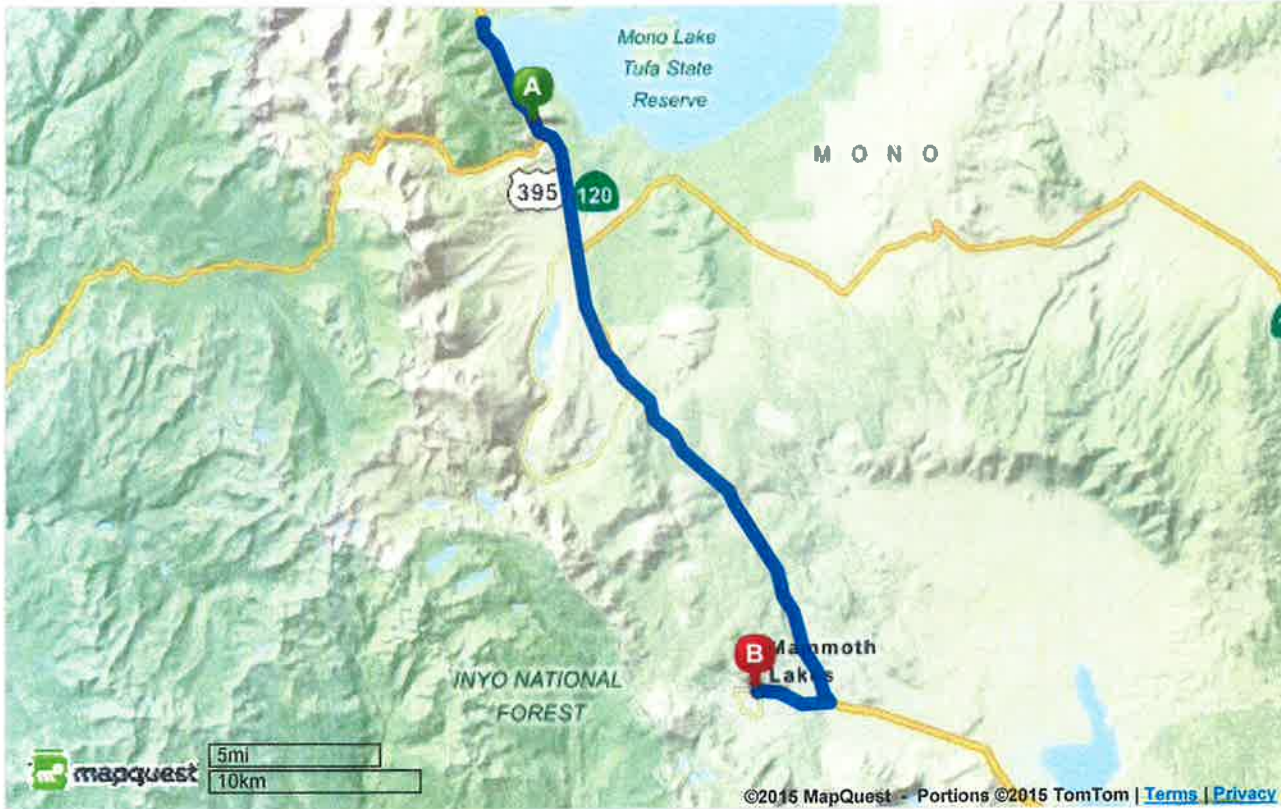 Mono Lake
Tufa State
Reserve
A
MONO
395
120
B
Mammoth
Lakes
INYO NATIONAL
FOREST
mapquest
5mi
10km
©2015 MapQuest - Portions ©2015 TomTom | Terms | Privacy